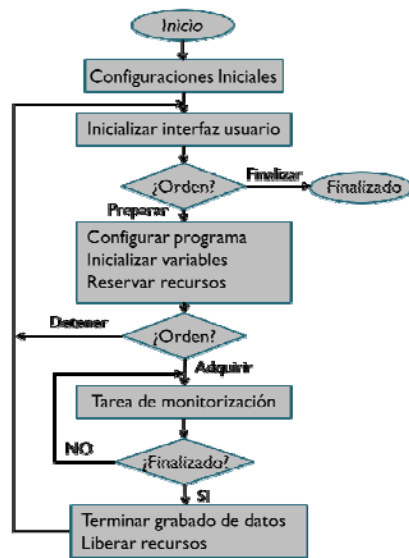 Inicio
Configuraciones Iniciales
Inicializar interfaz usuario
¿Orden?
Finalizar
Finalizado
Preparar
Configurar programa
Inicializar variables
Reservar recursos
Detener
¿Orden?
Adquirir
Tarea de monitorización
NO
¿Finalizado?
SI
Terminar grabado de datos
Liberar recursos